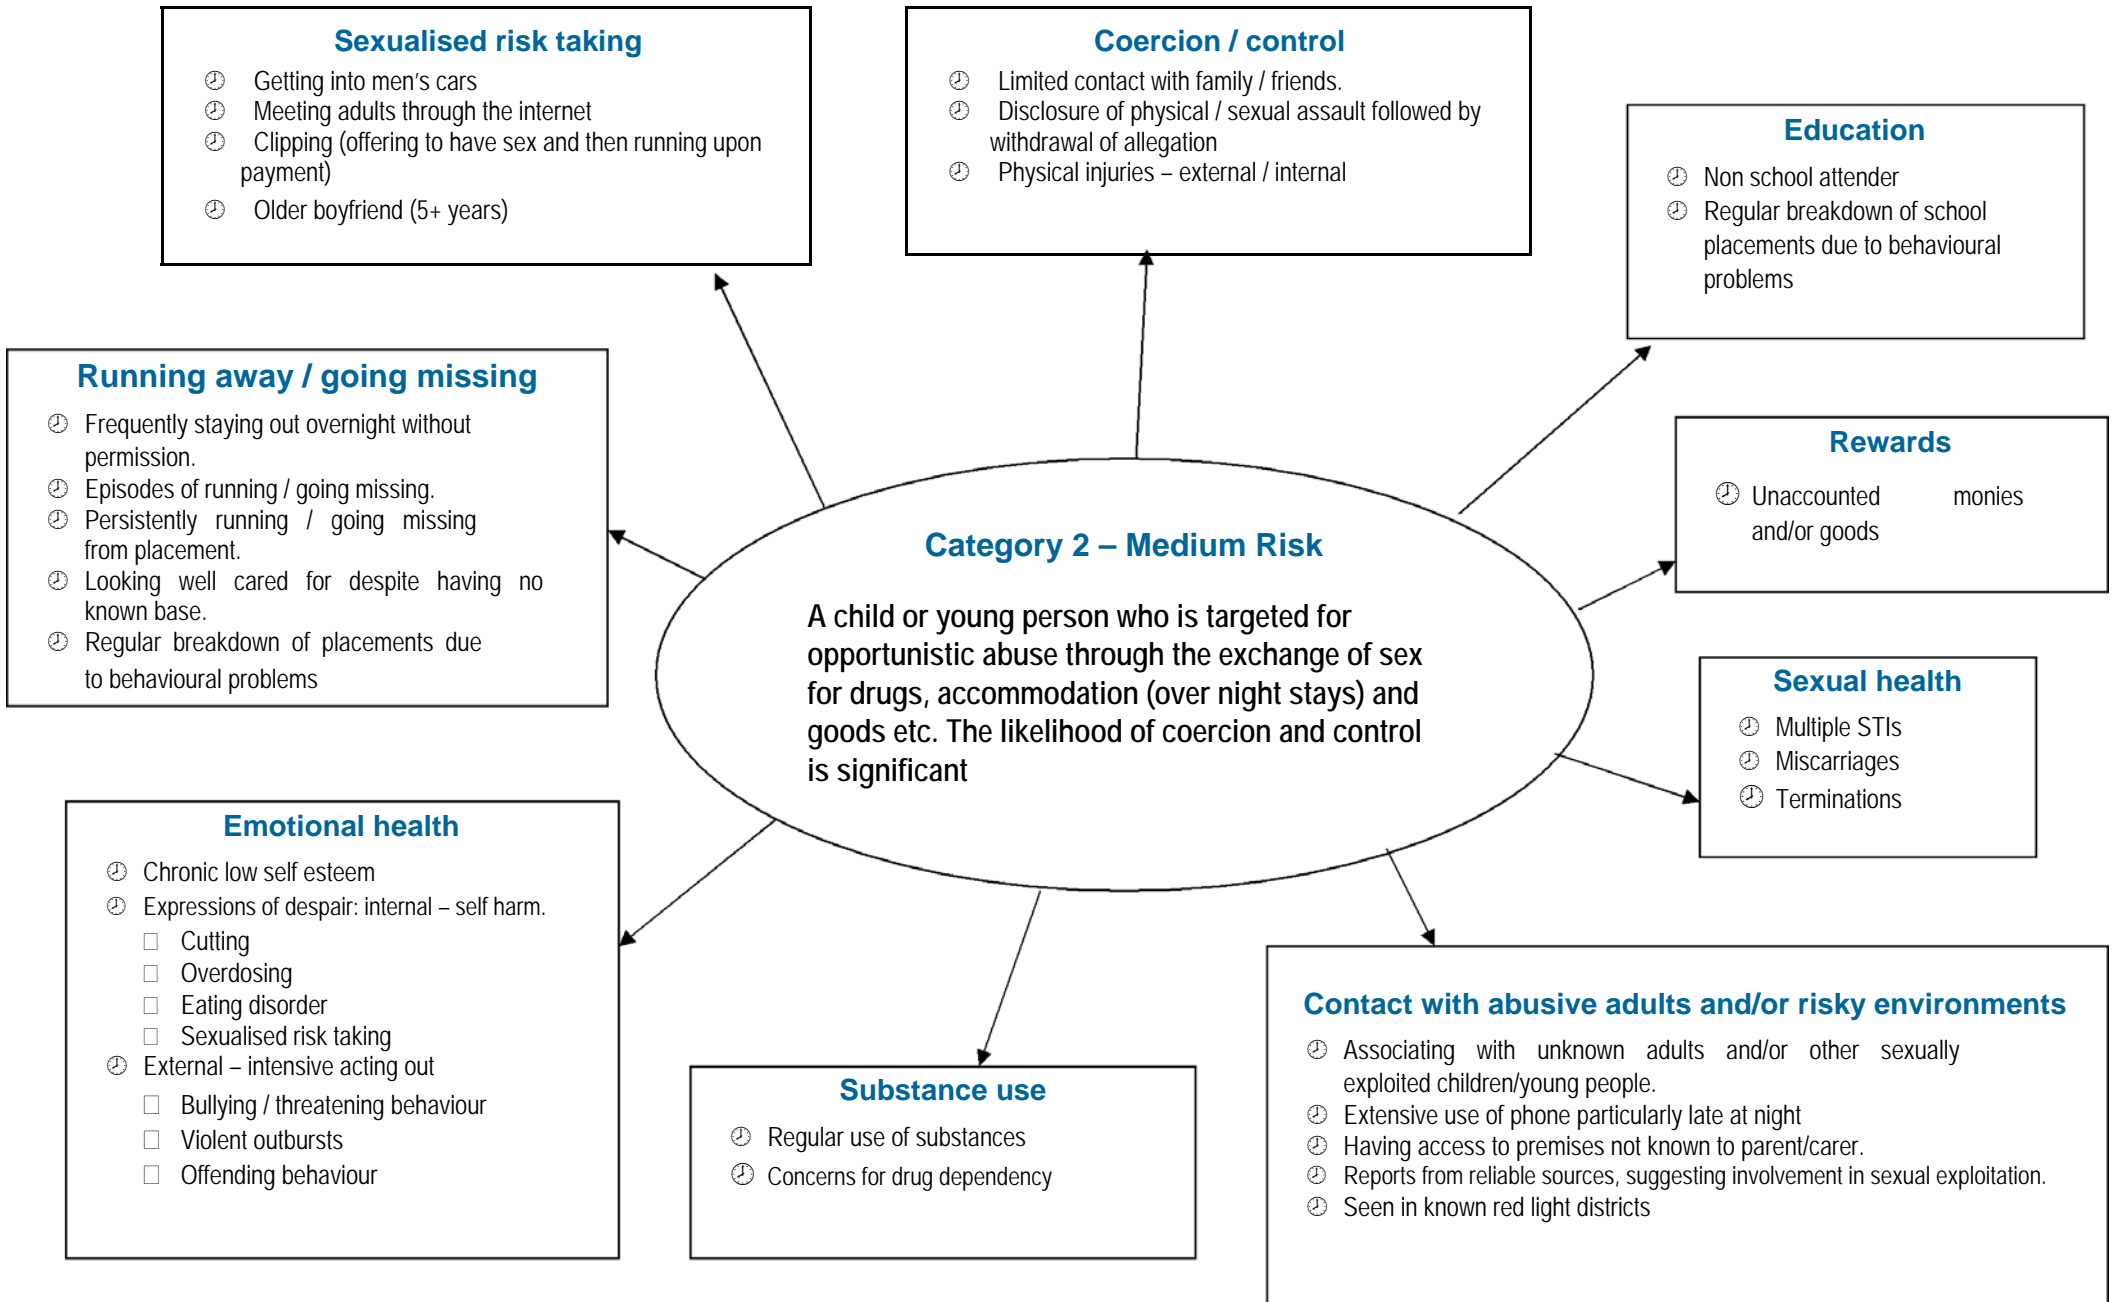 Sexualised risk taking
Getting into men's cars
Meeting adults through the internet
Clipping (offering to have sex and then running upon
payment)
Older boyfriend (5+ years)
Coercion / control
Limited contact with family / friends.
Disclosure of physical / sexual assault followed by
withdrawal of allegation
Physical injuries – external / internal
Education
Non school attender
Regular breakdown of school
placements due to behavioural
problems
Running away / going missing
Frequently staying out overnight without
permission.
Episodes of running / going missing.
Persistently running / going missing
from placement.
Looking well cared for despite having no
known base.
Regular breakdown of placements due
to behavioural problems
Rewards
Unaccounted monies
and/or goods
Category 2 – Medium Risk
A child or young person who is targeted for
opportunistic abuse through the exchange of sex
for drugs, accommodation (over night stays) and
goods etc. The likelihood of coercion and control
is significant
Sexual health
Multiple STIs
Miscarriages
Terminations
Emotional health
Chronic low self esteem
Expressions of despair: internal – self harm.
Cutting
Overdosing
Eating disorder
Sexualised risk taking
External – intensive acting out
Bullying / threatening behaviour
Violent outbursts
Offending behaviour
Substance use
Regular use of substances
Concerns for drug dependency
Contact with abusive adults and/or risky environments
Associating with unknown adults and/or other sexually
exploited children/young people.
Extensive use of phone particularly late at night
Having access to premises not known to parent/carer.
Reports from reliable sources, suggesting involvement in sexual exploitation.
Seen in known red light districts